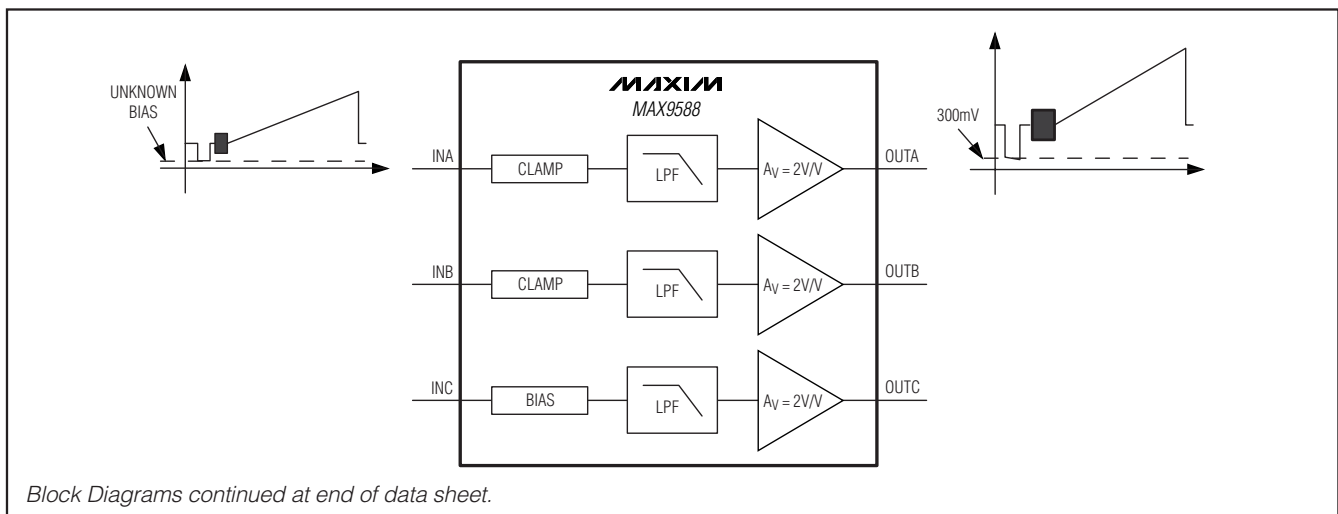 MAXIM
MAX9588
UNKNOWN
BIAS
300mV
INA
CLAMP
LPF
AV = 2V/V
OUTA
INB
CLAMP
LPF
AV = 2V/V
OUTB
INC
BIAS
LPF
AV = 2V/V
OUTC
Block Diagrams continued at end of data sheet.